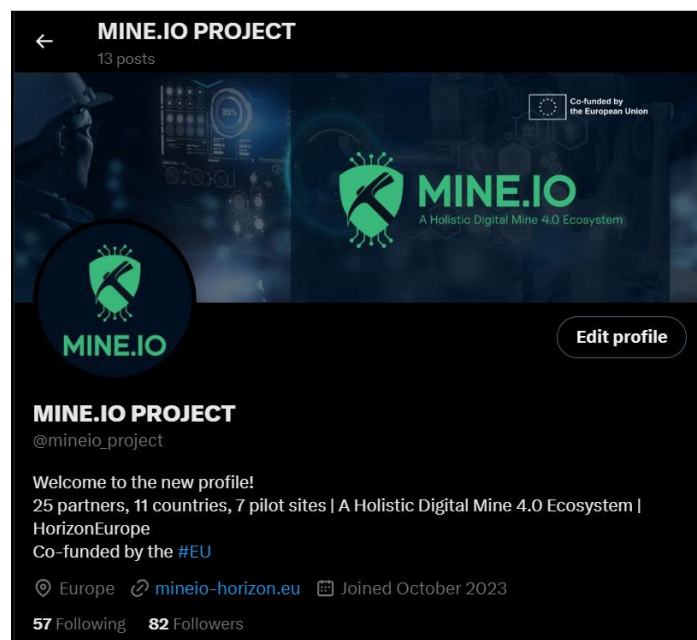 MINE.IO PROJECT
13 posts
35%
Co-funded by
the European Union
MINE.IO
A Holistic Digital Mine 4.0 Ecosystem
MINE.IO
Edit profile
MINE.IO PROJECT
@mineio_project
Welcome to the new profile!
25 partners, 11 countries, 7 pilot sites | A Holistic Digital Mine 4.0 Ecosystem |
HorizonEurope
Co-funded by the #EU
Europe mineio-horizon.eu Joined October 2023
57 Following 82 Followers